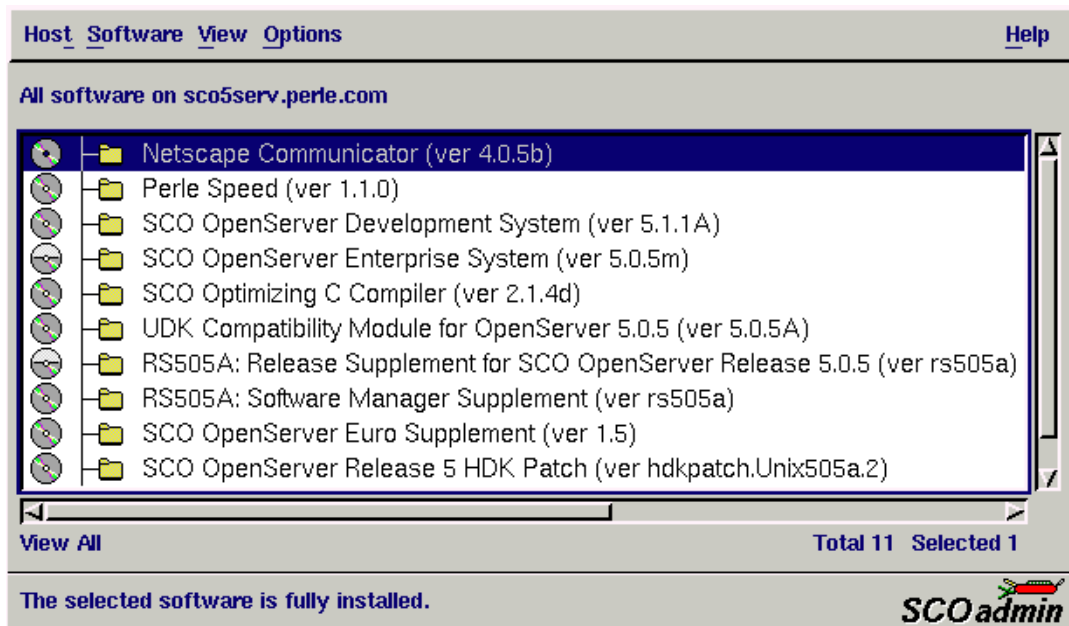 Host Software View Options Help
All software on sco5serv.perle.com
Netscape Communicator (ver 4.0.5b)
Perle Speed (ver 1.1.0)
SCO OpenServer Development System (ver 5.1.1A)
SCO OpenServer Enterprise System (ver 5.0.5m)
SCO Optimizing C Compiler (ver 2.1.4d)
UDK Compatibility Module for OpenServer 5.0.5 (ver 5.0.5A)
RS505A: Release Supplement for SCO OpenServer Release 5.0.5 (ver rs505a)
RS505A: Software Manager Supplement (ver rs505a)
SCO OpenServer Euro Supplement (ver 1.5)
SCO OpenServer Release 5 HDK Patch (ver hdkpatch.Unix505a.2)
View All Total 11 Selected 1
The selected software is fully installed.
SCOadmin